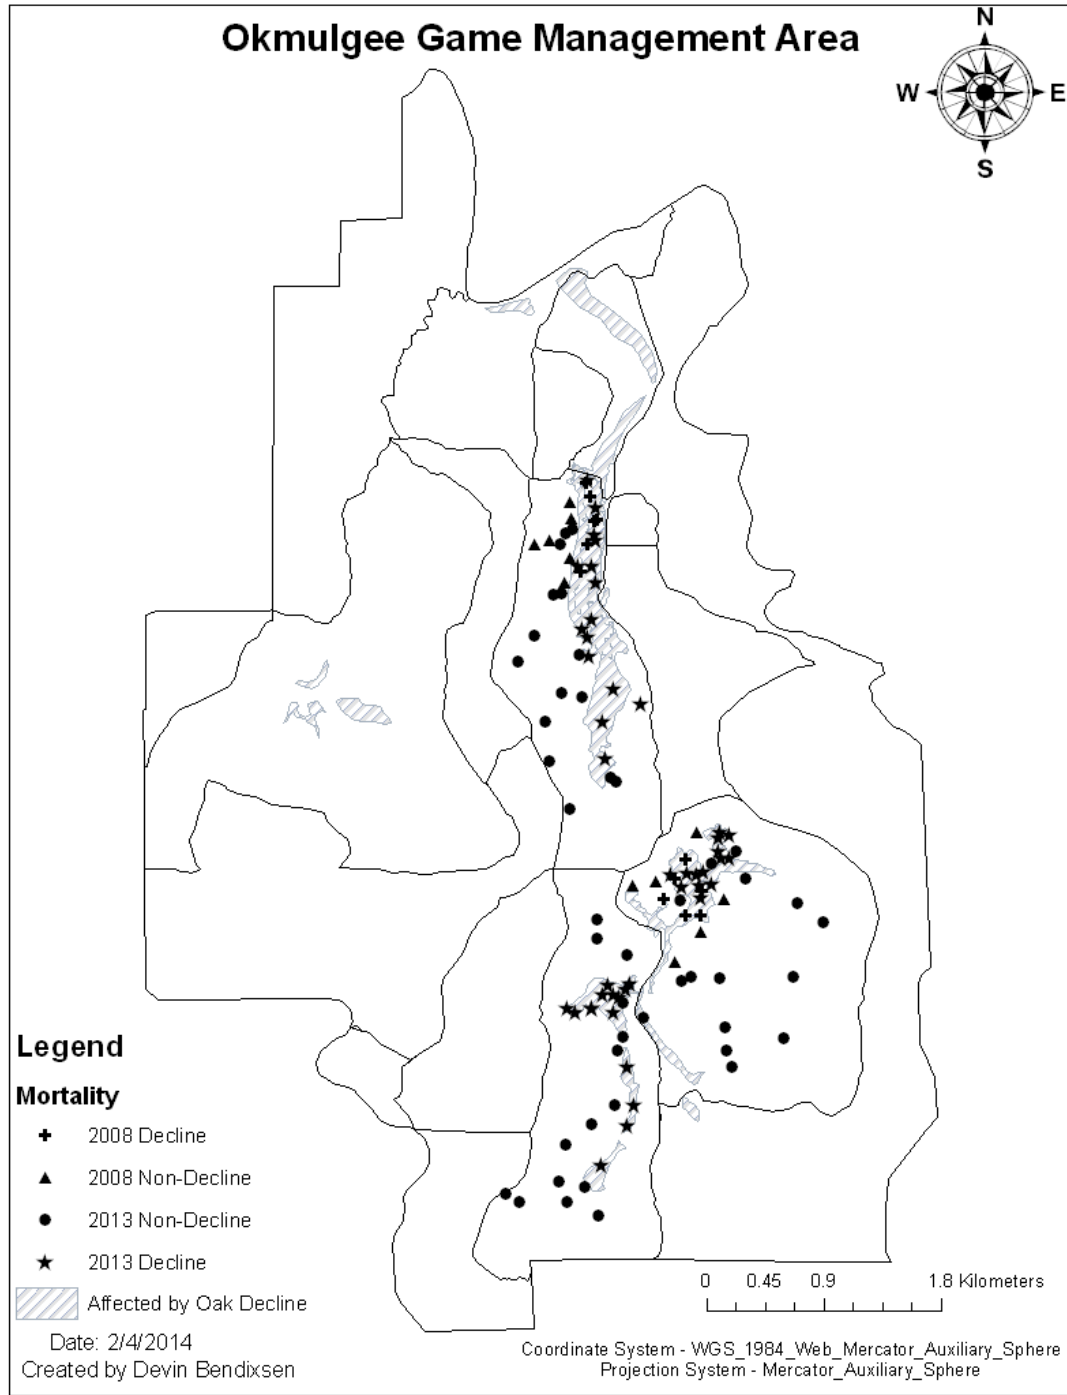 Okmulgee Game Management Area
N
W
E
S
Legend
Mortality
2008 Decline
2008 Non-Decline
2013 Non-Decline
2013 Decline
Affected by Oak Decline
Date: 2/4/2014
Created by Devin Bendixsen
0 0.45 0.9 1.8 Kilometers
Coordinate System - WGS_1984_Web_Mercator_Auxiliary_Sphere
Projection System - Mercator_Auxiliary_Sphere